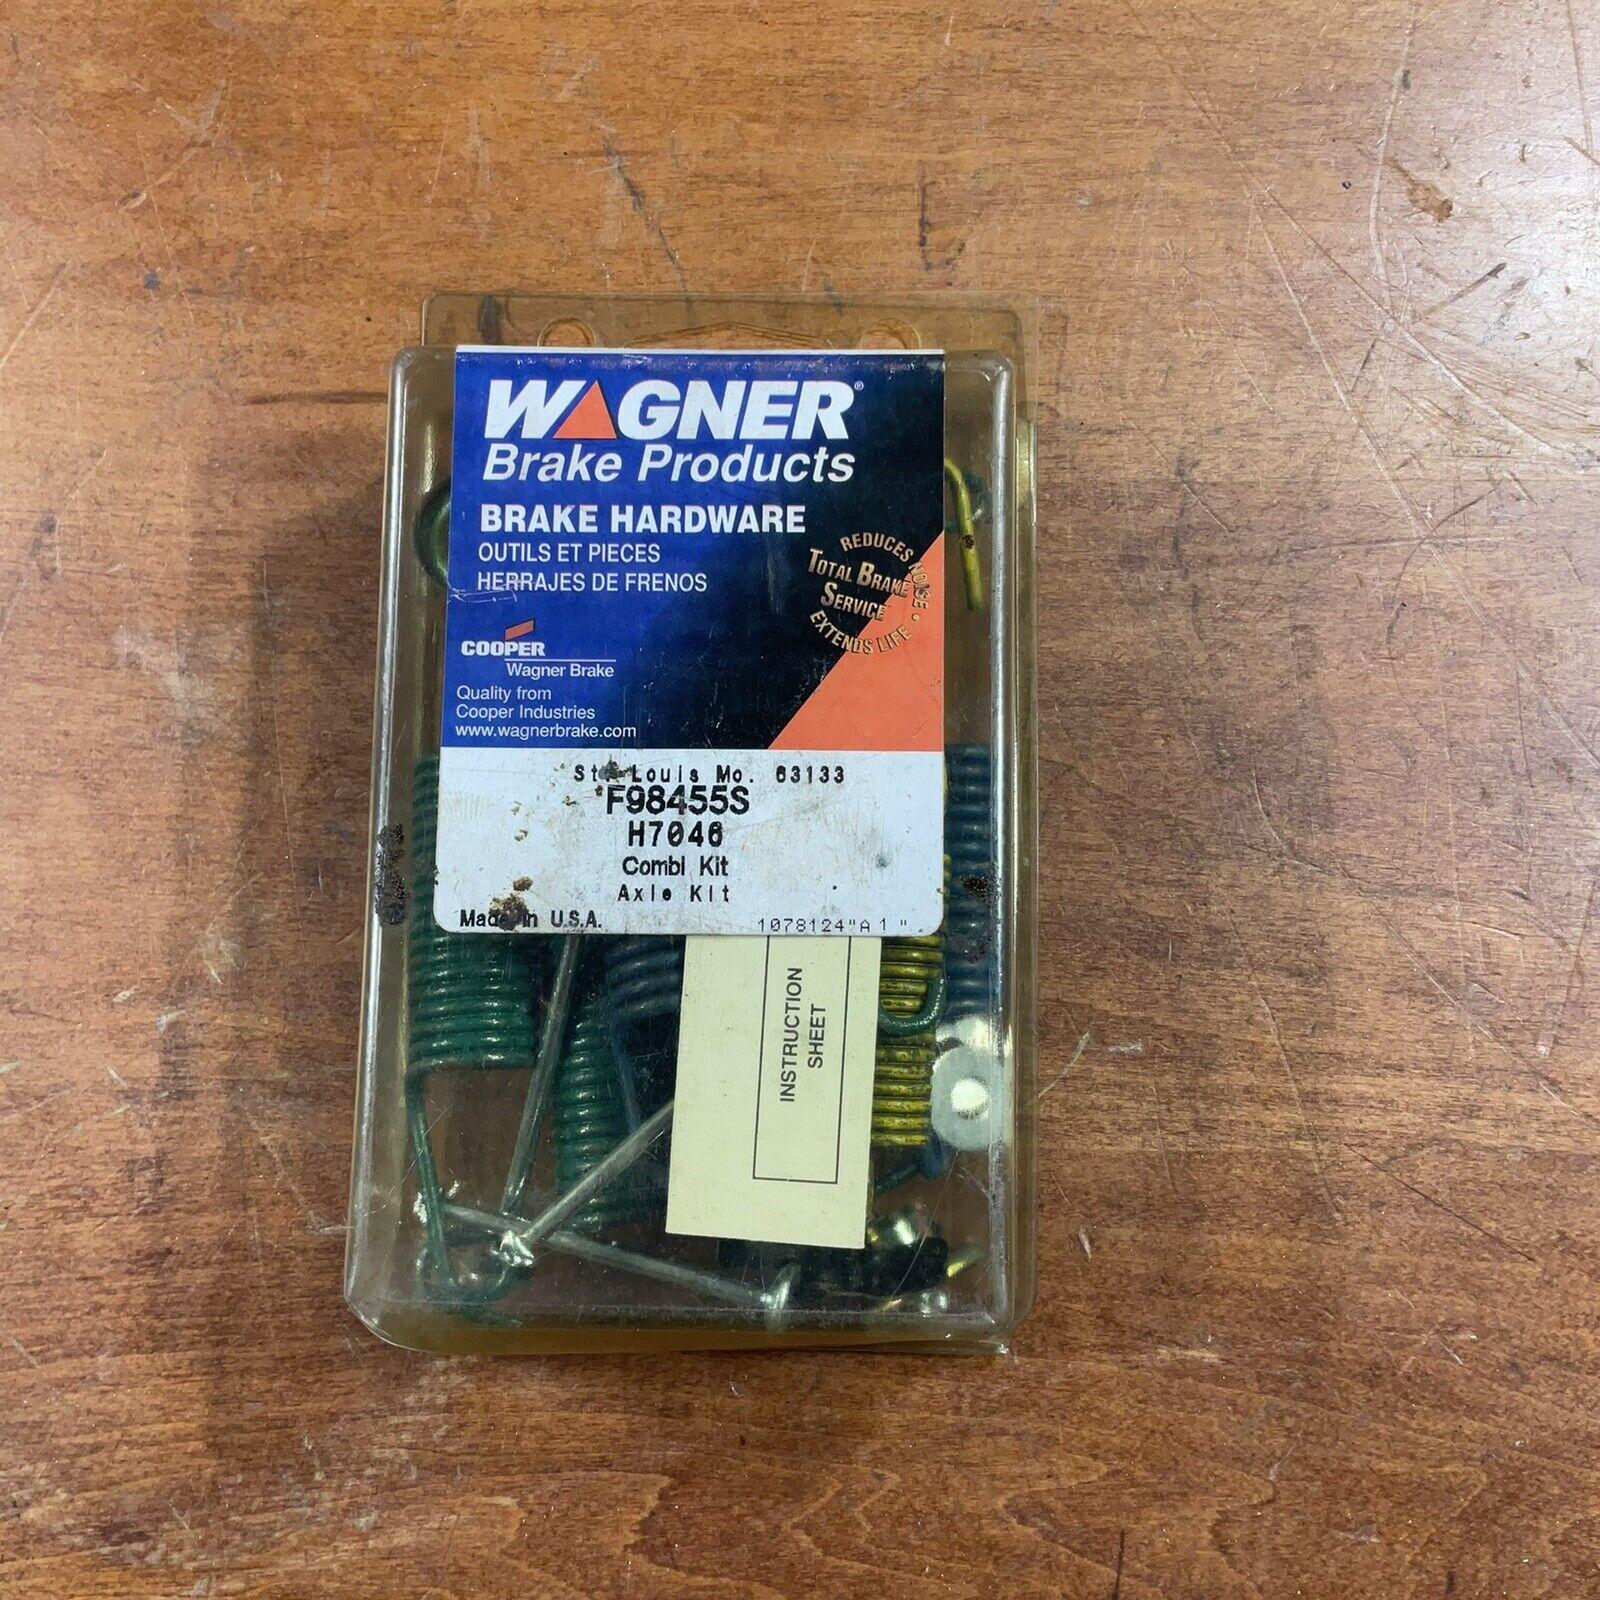 WAGNER®
Brake Products
BRAKE HARDWARE
OUTILS ET PIECES
HERRAJES DE FRENOS
REDUCES NOISE • EXTENDS LIFE
TOTAL BRAKE
SERVICE
COOPER
Wagner Brake
Quality from
Cooper Industries
www.wagnerbrake.com
St. Louis Mo. 63133
F98455S
H7046
Combi Kit
Axle Kit
Made in U.S.A.
1078124"A1"
INSTRUCTION
SHEET